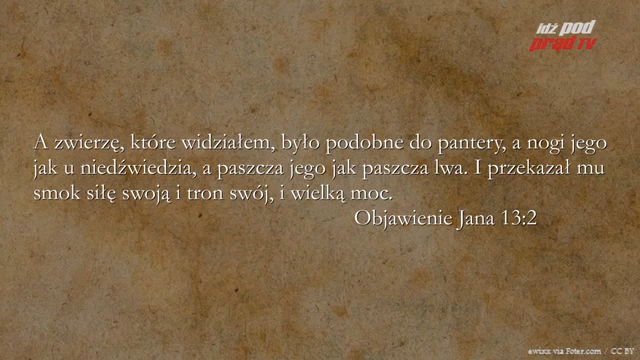 idź pod
prąd TV
A zwierzę, które widziałem, było podobne do pantery, a nogi jego
jak u niedźwiedzia, a paszcza jego jak paszcza lwa. I przekazał mu
smok siłę swoją i tron swój, i wielką moc.
Objawienie Jana 13:2
ewixx via Foter.com / CC BY